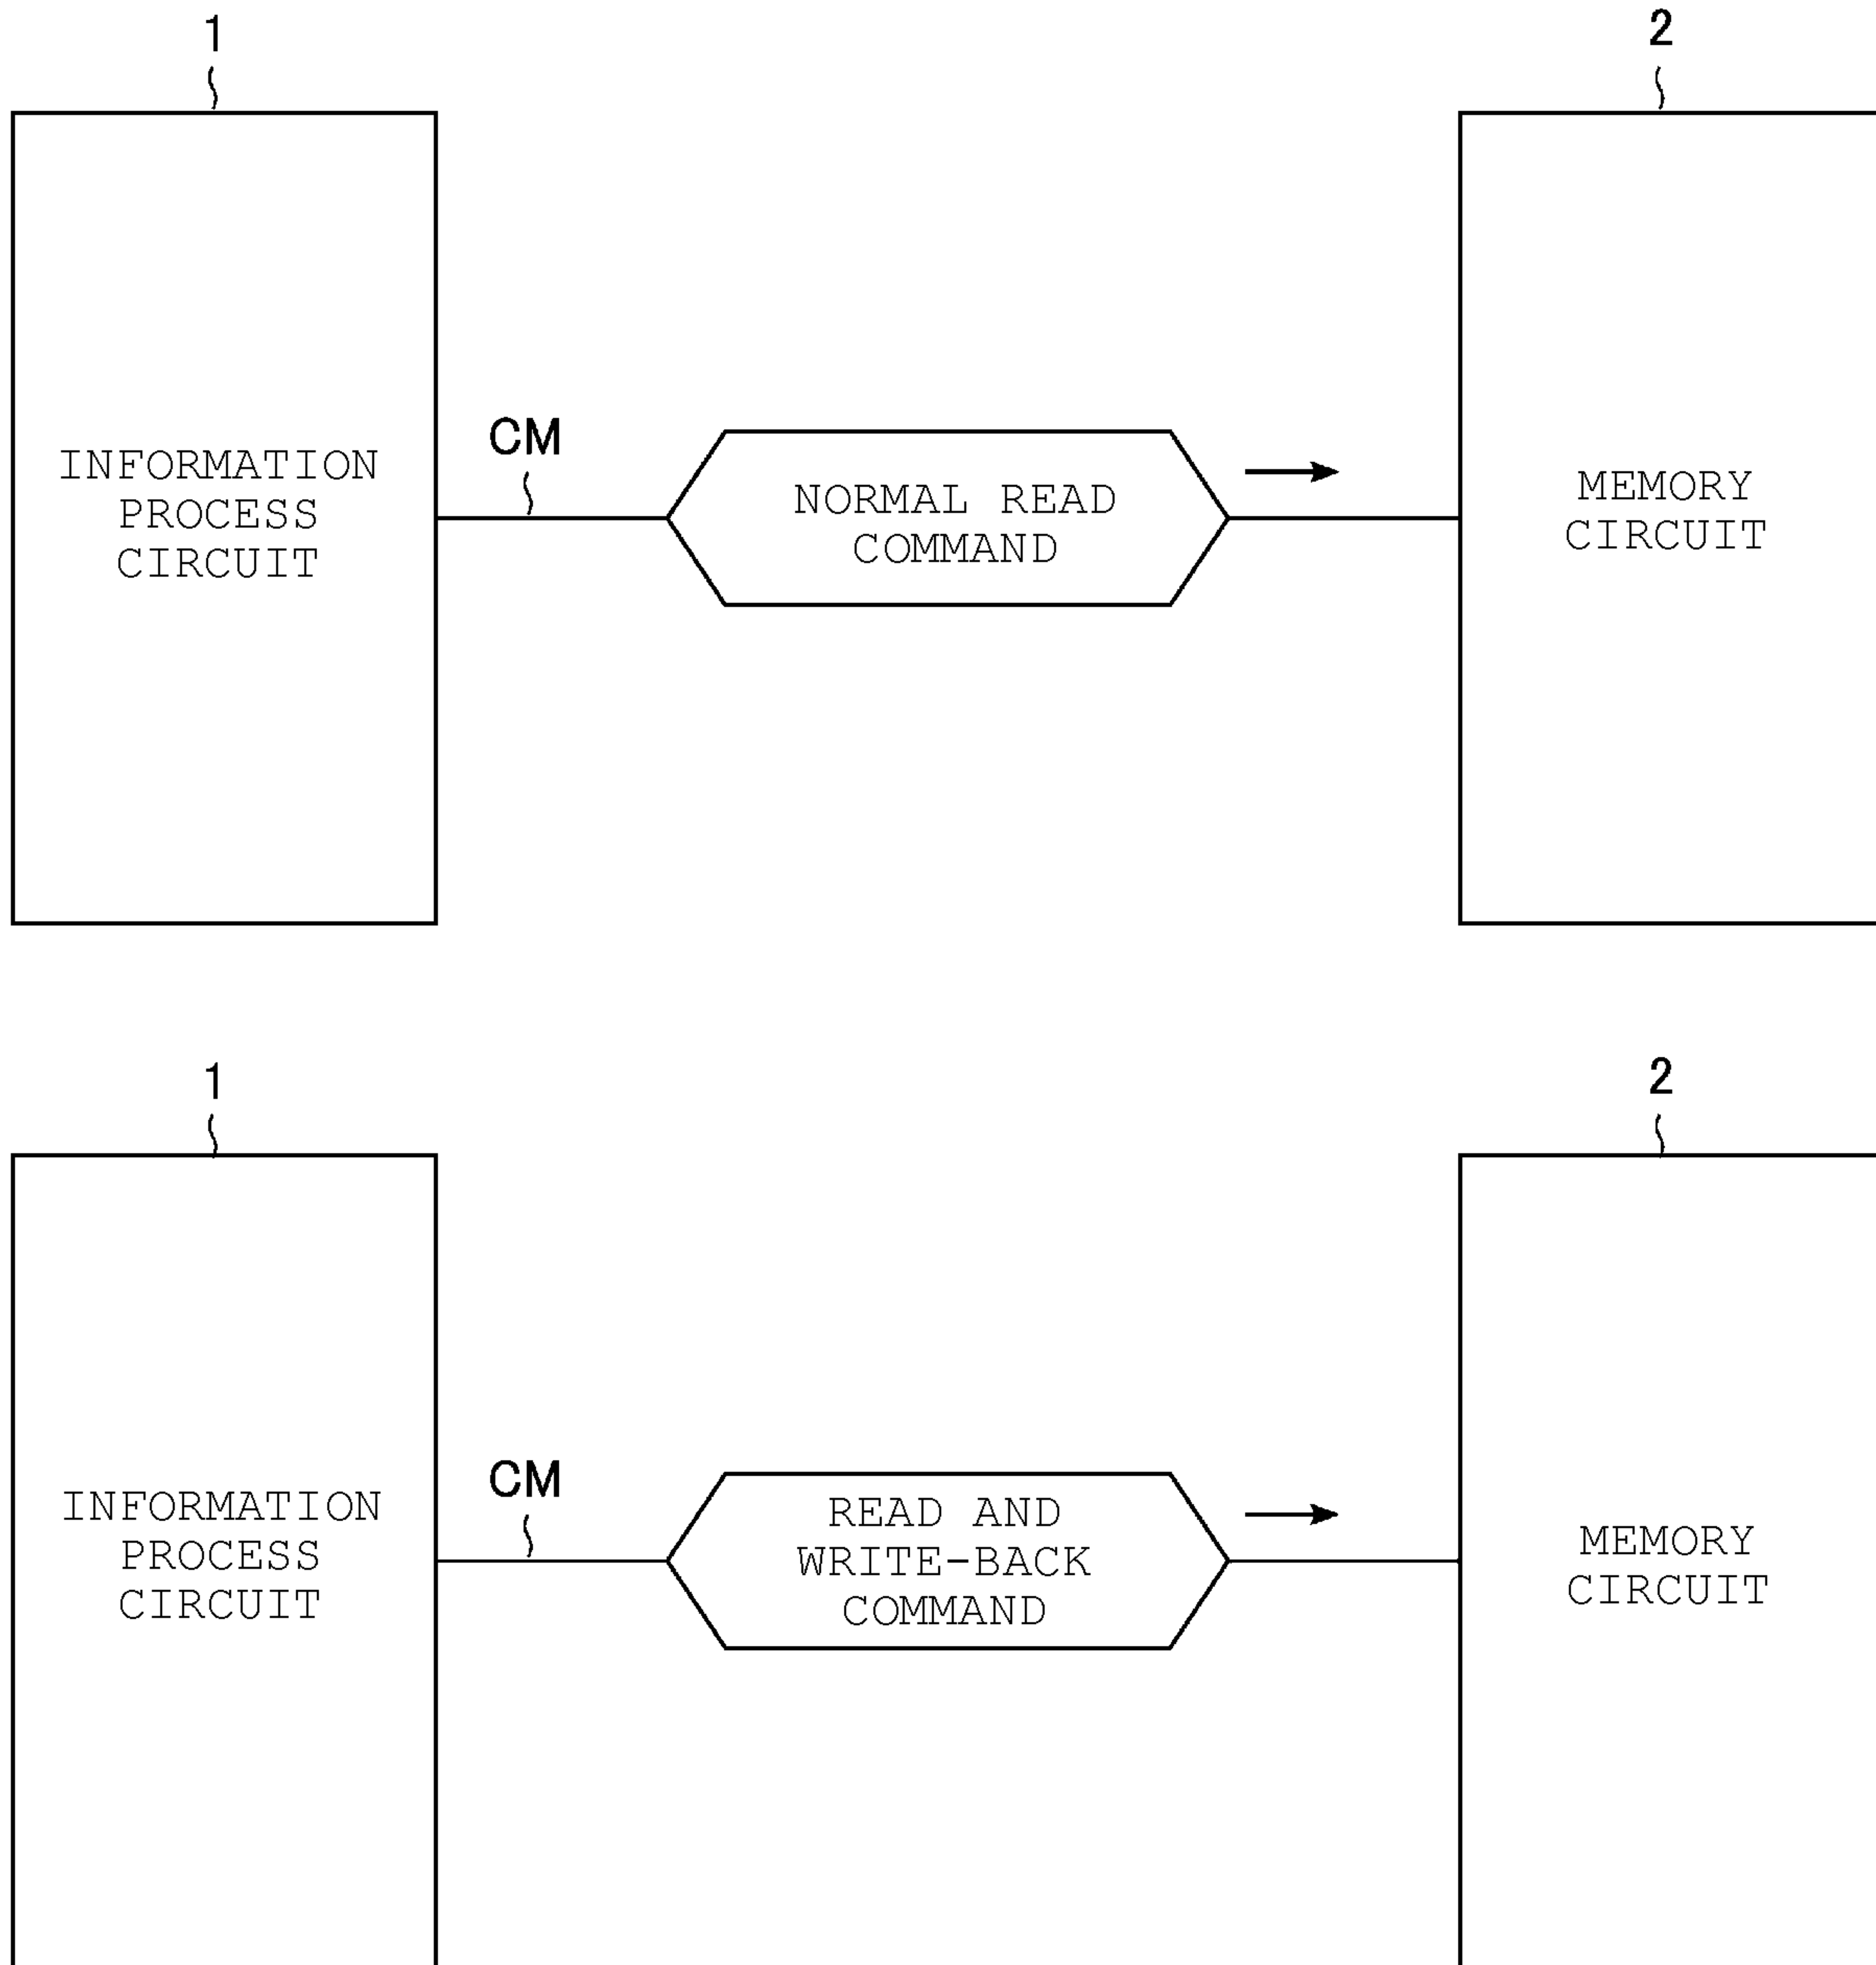 1
2
INFORMATION
PROCESS
CIRCUIT
CM
NORMAL READ
COMMAND
MEMORY
CIRCUIT
1
2
INFORMATION
PROCESS
CIRCUIT
CM
READ AND
WRITE-BACK
COMMAND
MEMORY
CIRCUIT